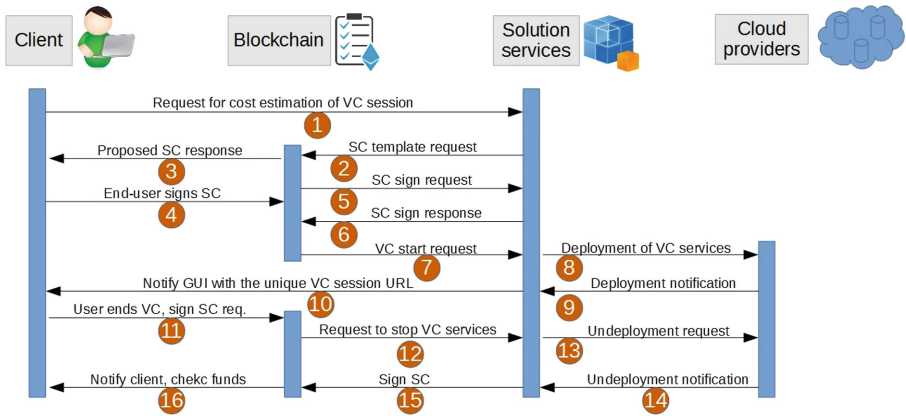 Client
Blockchain
Solution
services
Cloud
providers
Request for cost estimation of VC session
1
Proposed SC response
3
SC template request
2
End-user signs SC
4
SC sign request
5
SC sign response
6
VC start request
7
Deployment of VC services
8
Notify GUI with the unique VC session URL
10
Deployment notification
9
User ends VC, sign SC req.
11
Request to stop VC services
12
Undeployment request
13
Notify client, chekc funds
16
Sign SC
15
Undeployment notification
14